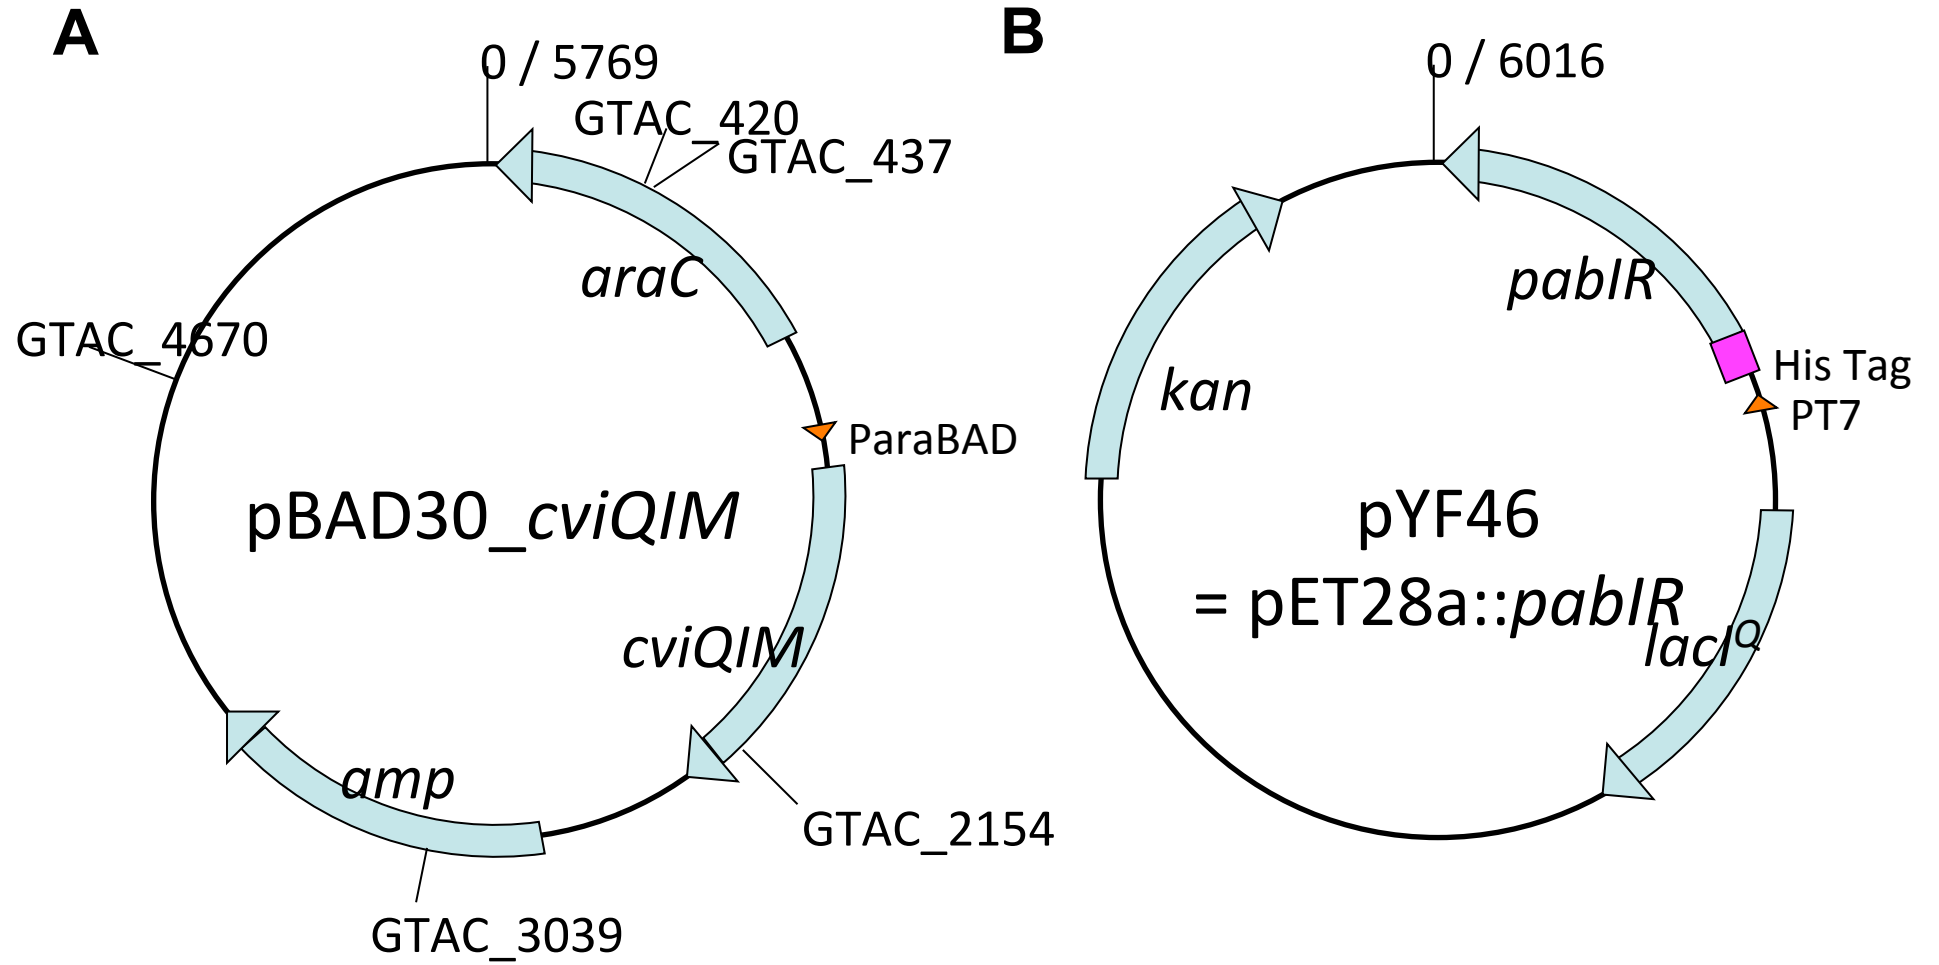 A
0 / 5769
GTAC_420
GTAC_437
araC
GTAC_4670
ParaBAD
pBAD30_cviQIM
cviQIM
amp
GTAC_2154
GTAC_3039
B
0 / 6016
pabIR
His Tag
PT7
kan
pYF46
= pET28a::pabIR
lacIQ